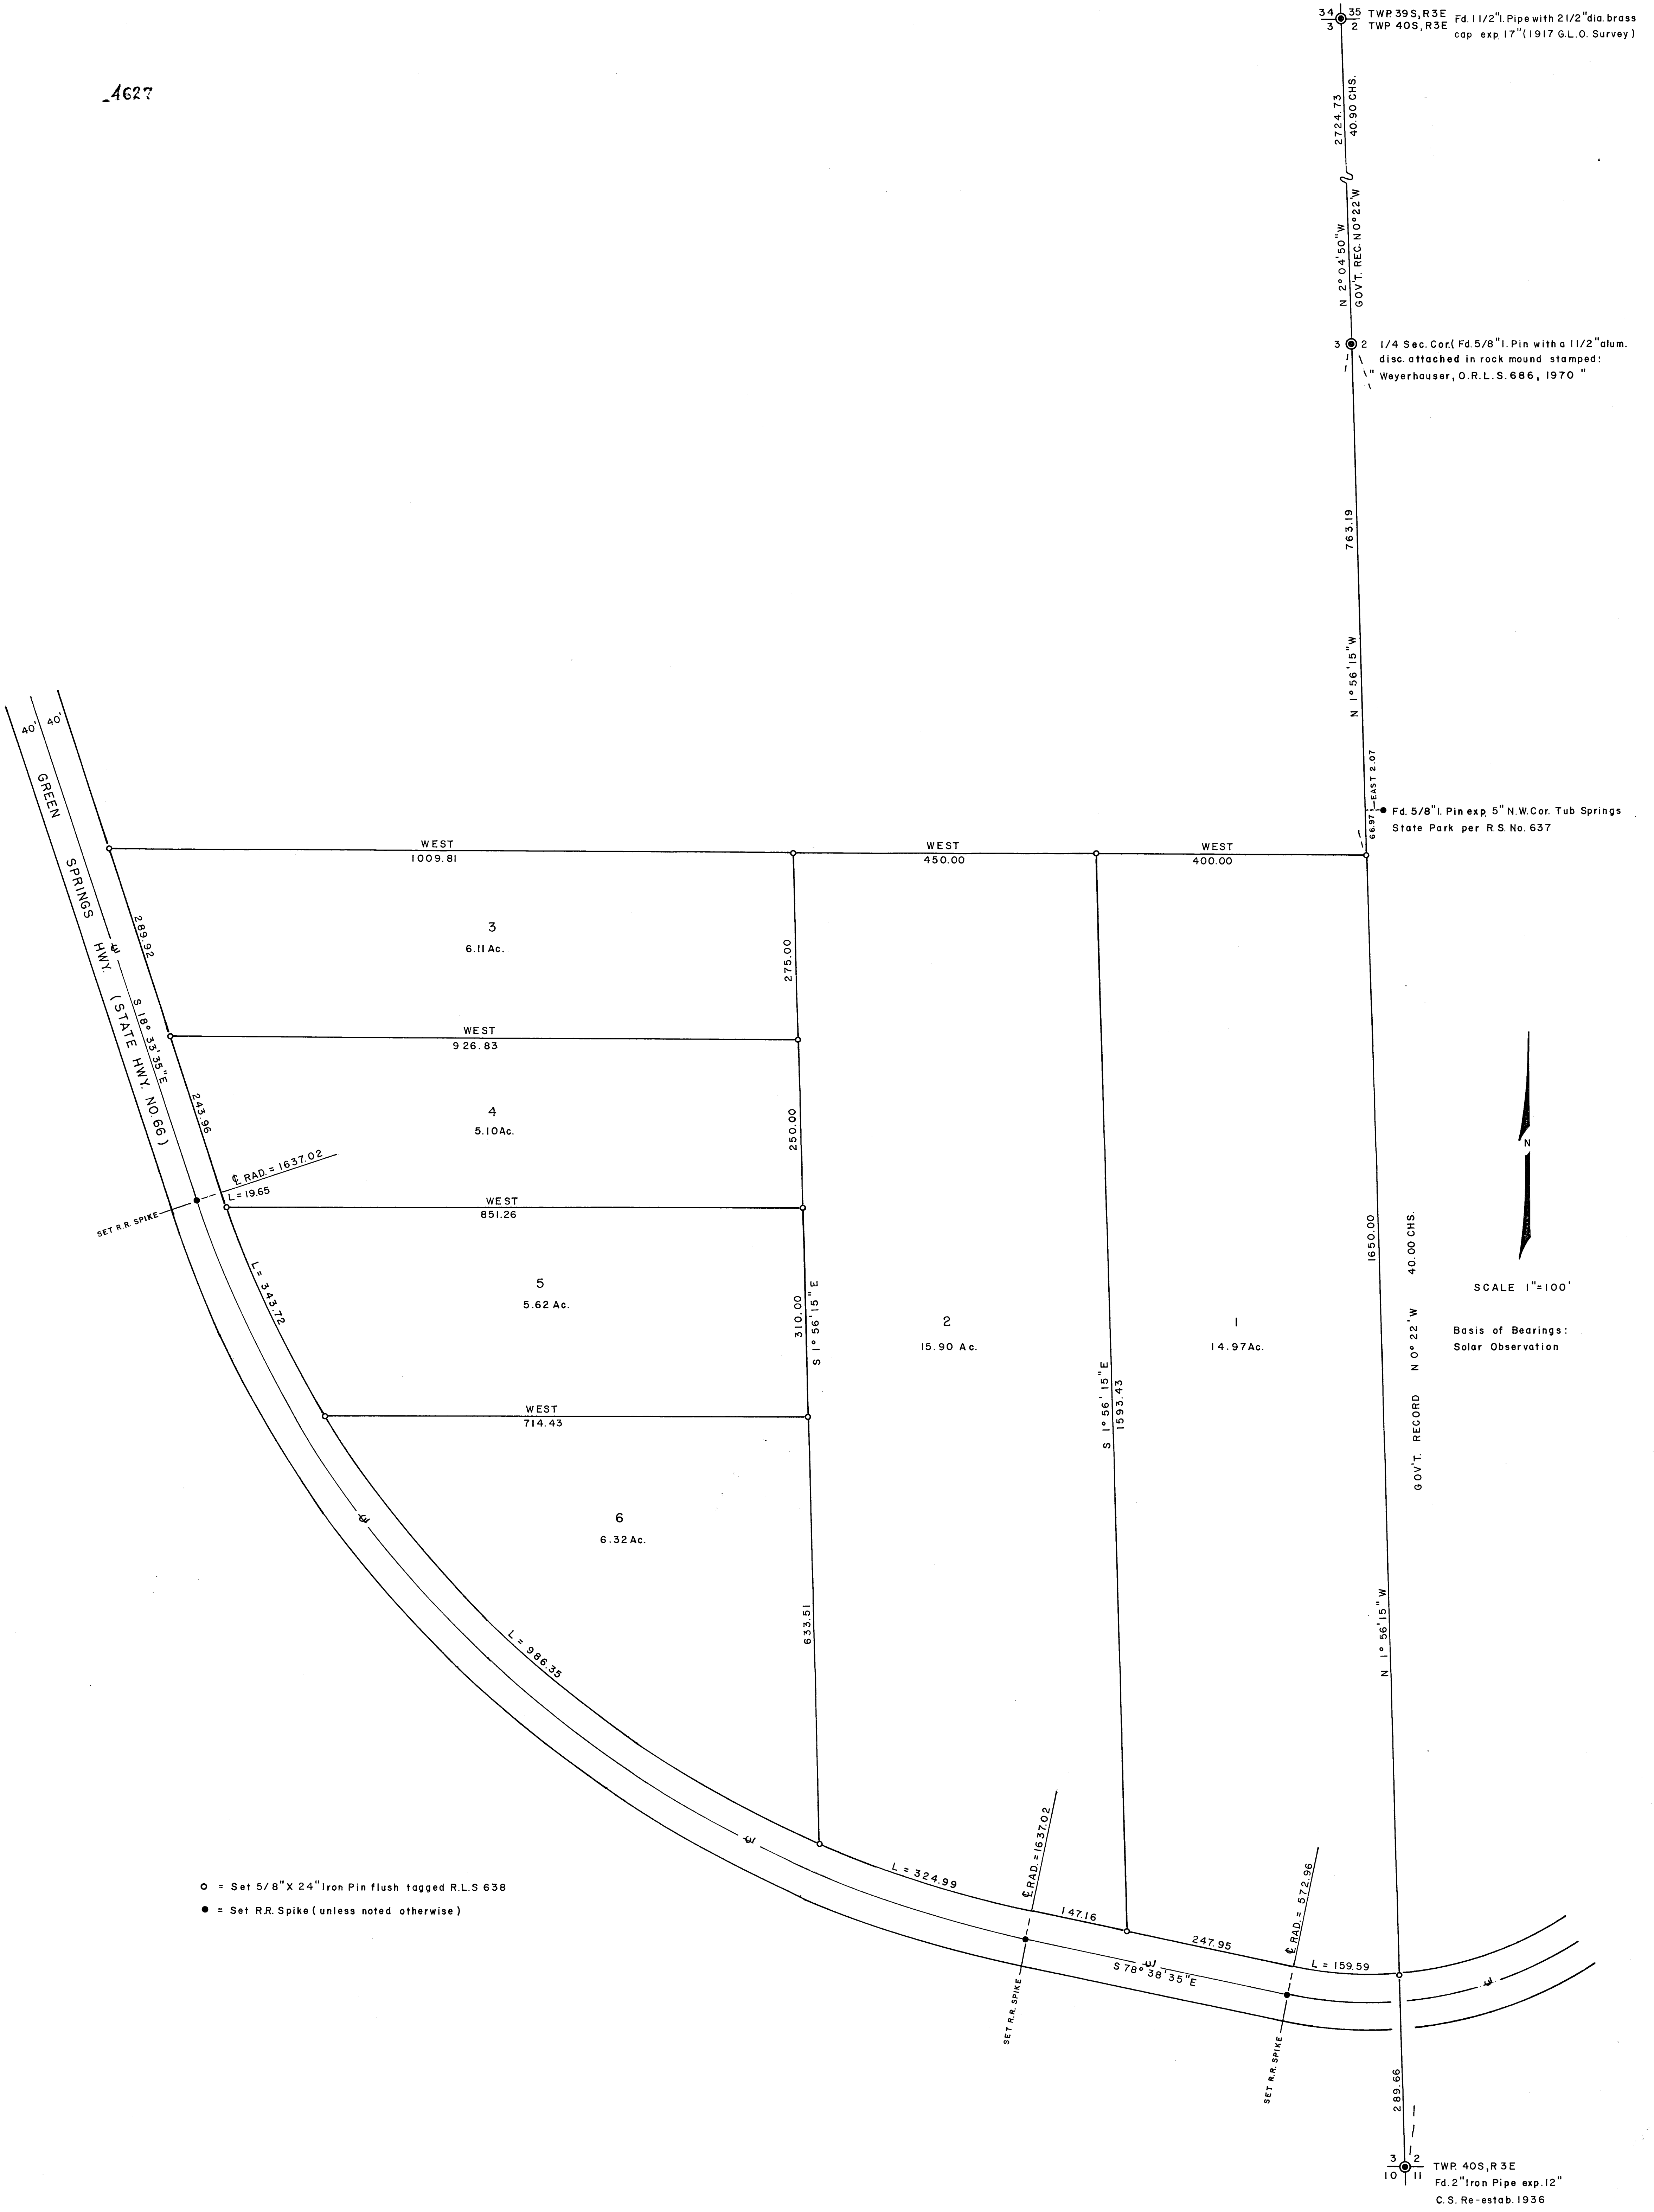 34 35 TWP. 39S, R3E
3 2 TWP 40S, R3E
Fd. 1 1/2" I. Pipe with 2 1/2" dia. brass
cap exp. 17" (1917 G.L.O. Survey)
4627
2724.73
40.90 CHS.
N 2° 04' 50" W
GOV'T. REC. N 0° 22' W
3 2 1/4 Sec. Cor. ( Fd. 5/8" I. Pin with a 1 1/2" alum.
disc. attached in rock mound stamped:
" Weyerhauser, O.R.L.S. 686, 1970 "
763.19
N 1° 56' 15" W
EAST 2.07
66.97
Fd. 5/8" I. Pin exp. 5" N.W. Cor. Tub Springs
State Park per R.S. No. 637
40' 40'
GREEN SPRINGS HWY. (STATE HWY. NO. 66)
WEST
1009.81
WEST
450.00
WEST
400.00
289.92
3
6.11 Ac.
275.00
S 18° 33' 35" E
WEST
926.83
243.96
4
5.10 Ac.
250.00
℄ RAD. = 1637.02
L = 19.65
SET R.R. SPIKE
WEST
851.26
L = 343.72
5
5.62 Ac.
310.00
S 1° 56' 15" E
2
15.90 Ac.
1
14.97 Ac.
S 1° 56' 15" E
1593.43
1650.00
GOV'T. RECORD N 0° 22' W 40.00 CHS.
N
SCALE 1"=100'
Basis of Bearings:
Solar Observation
WEST
714.43
6
6.32 Ac.
L = 986.35
633.51
N 1° 56' 15" W
L = 324.99
℄ RAD. = 1637.02
147.16
247.95
℄ RAD. = 572.96
L = 159.59
S 78° 38' 35" E
SET R.R. SPIKE
SET R.R. SPIKE
o = Set 5/8" X 24" Iron Pin flush tagged R.L.S 638
● = Set R.R. Spike ( unless noted otherwise )
289.66
3 2
10 11
TWP. 40S, R 3E
Fd. 2" Iron Pipe exp. 12"
C.S. Re-estab. 1936